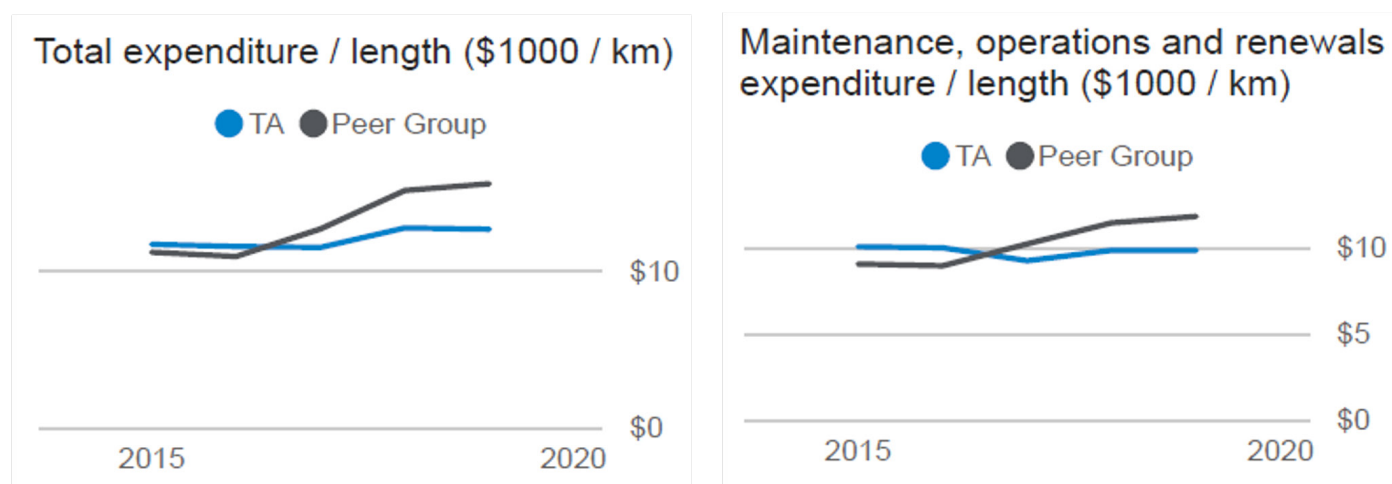 Total expenditure / length ($1000 / km)
TA Peer Group
$10
$0
2015 2020
Maintenance, operations and renewals
expenditure / length ($1000 / km)
TA Peer Group
$10
$5
$0
2015 2020